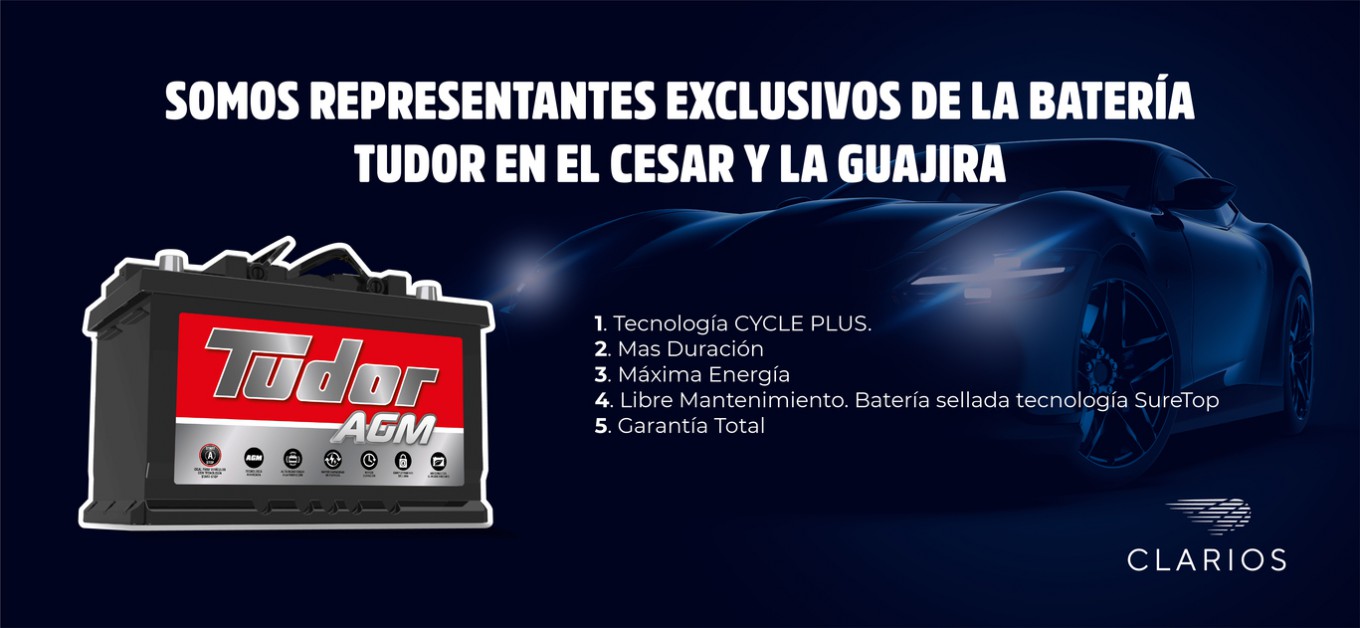 SOMOS REPRESENTANTES EXCLUSIVOS DE LA BATERÍA
TUDOR EN EL CESAR Y LA GUAJIRA
Tudor
AGM
A
AGM
1. Tecnología CYCLE PLUS.
2. Mas Duración
3. Máxima Energía
4. Libre Mantenimiento. Batería sellada tecnología SureTop
5. Garantía Total
CLARIOS